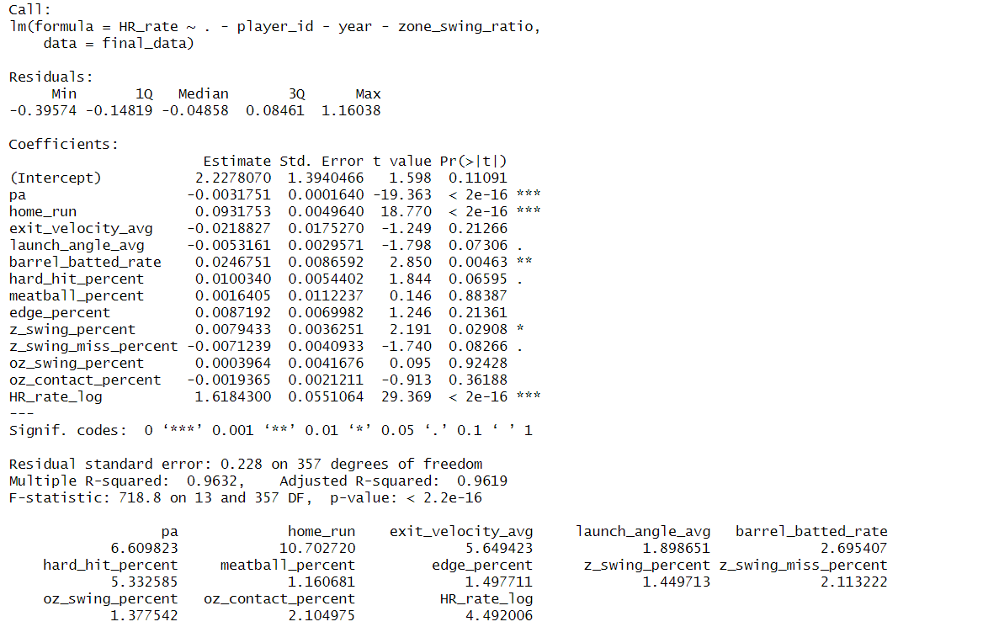 Call:
lm(formula = HR_rate ~ . - player_id - year - zone_swing_ratio,
    data = final_data)
Residuals:
     Min       1Q   Median       3Q      Max
-0.39574 -0.14819 -0.04858  0.08461  1.16038
Coefficients:
                       Estimate Std. Error t value Pr(>|t|)
(Intercept)           2.2278070  1.3940466   1.598  0.11091
pa                   -0.0031751  0.0001640 -19.363  < 2e-16 ***
home_run              0.0931753  0.0049640  18.770  < 2e-16 ***
exit_velocity_avg    -0.0218827  0.0175270  -1.249  0.21266
launch_angle_avg     -0.0053161  0.0029571  -1.798  0.07306 .
barrel_batted_rate    0.0246751  0.0086592   2.850  0.00463 **
hard_hit_percent      0.0100340  0.0054402   1.844  0.06595 .
meatball_percent      0.0016405  0.0112237   0.146  0.88387
edge_percent          0.0087192  0.0069982   1.246  0.21361
z_swing_percent       0.0079433  0.0036251   2.191  0.02908 *
z_swing_miss_percent -0.0071239  0.0040933  -1.740  0.08266 .
oz_swing_percent      0.0003964  0.0041676   0.095  0.92428
oz_contact_percent   -0.0019365  0.0021211  -0.913  0.36188
HR_rate_log           1.6184300  0.0551064  29.369  < 2e-16 ***
---
Signif. codes:  0 ‘***’ 0.001 ‘**’ 0.01 ‘*’ 0.05 ‘.’ 0.1 ‘ ’ 1
Residual standard error: 0.228 on 357 degrees of freedom
Multiple R-squared:  0.9632,    Adjusted R-squared:  0.9619
F-statistic: 718.8 on 13 and 357 DF,  p-value: < 2.2e-16
pa home_run exit_velocity_avg launch_angle_avg barrel_batted_rate
6.609823 10.702720 5.649423 1.898651 2.695407
hard_hit_percent meatball_percent edge_percent z_swing_percent z_swing_miss_percent
5.332585 1.160681 1.497711 1.449713 2.113222
oz_swing_percent oz_contact_percent HR_rate_log
1.377542 2.104975 4.492006